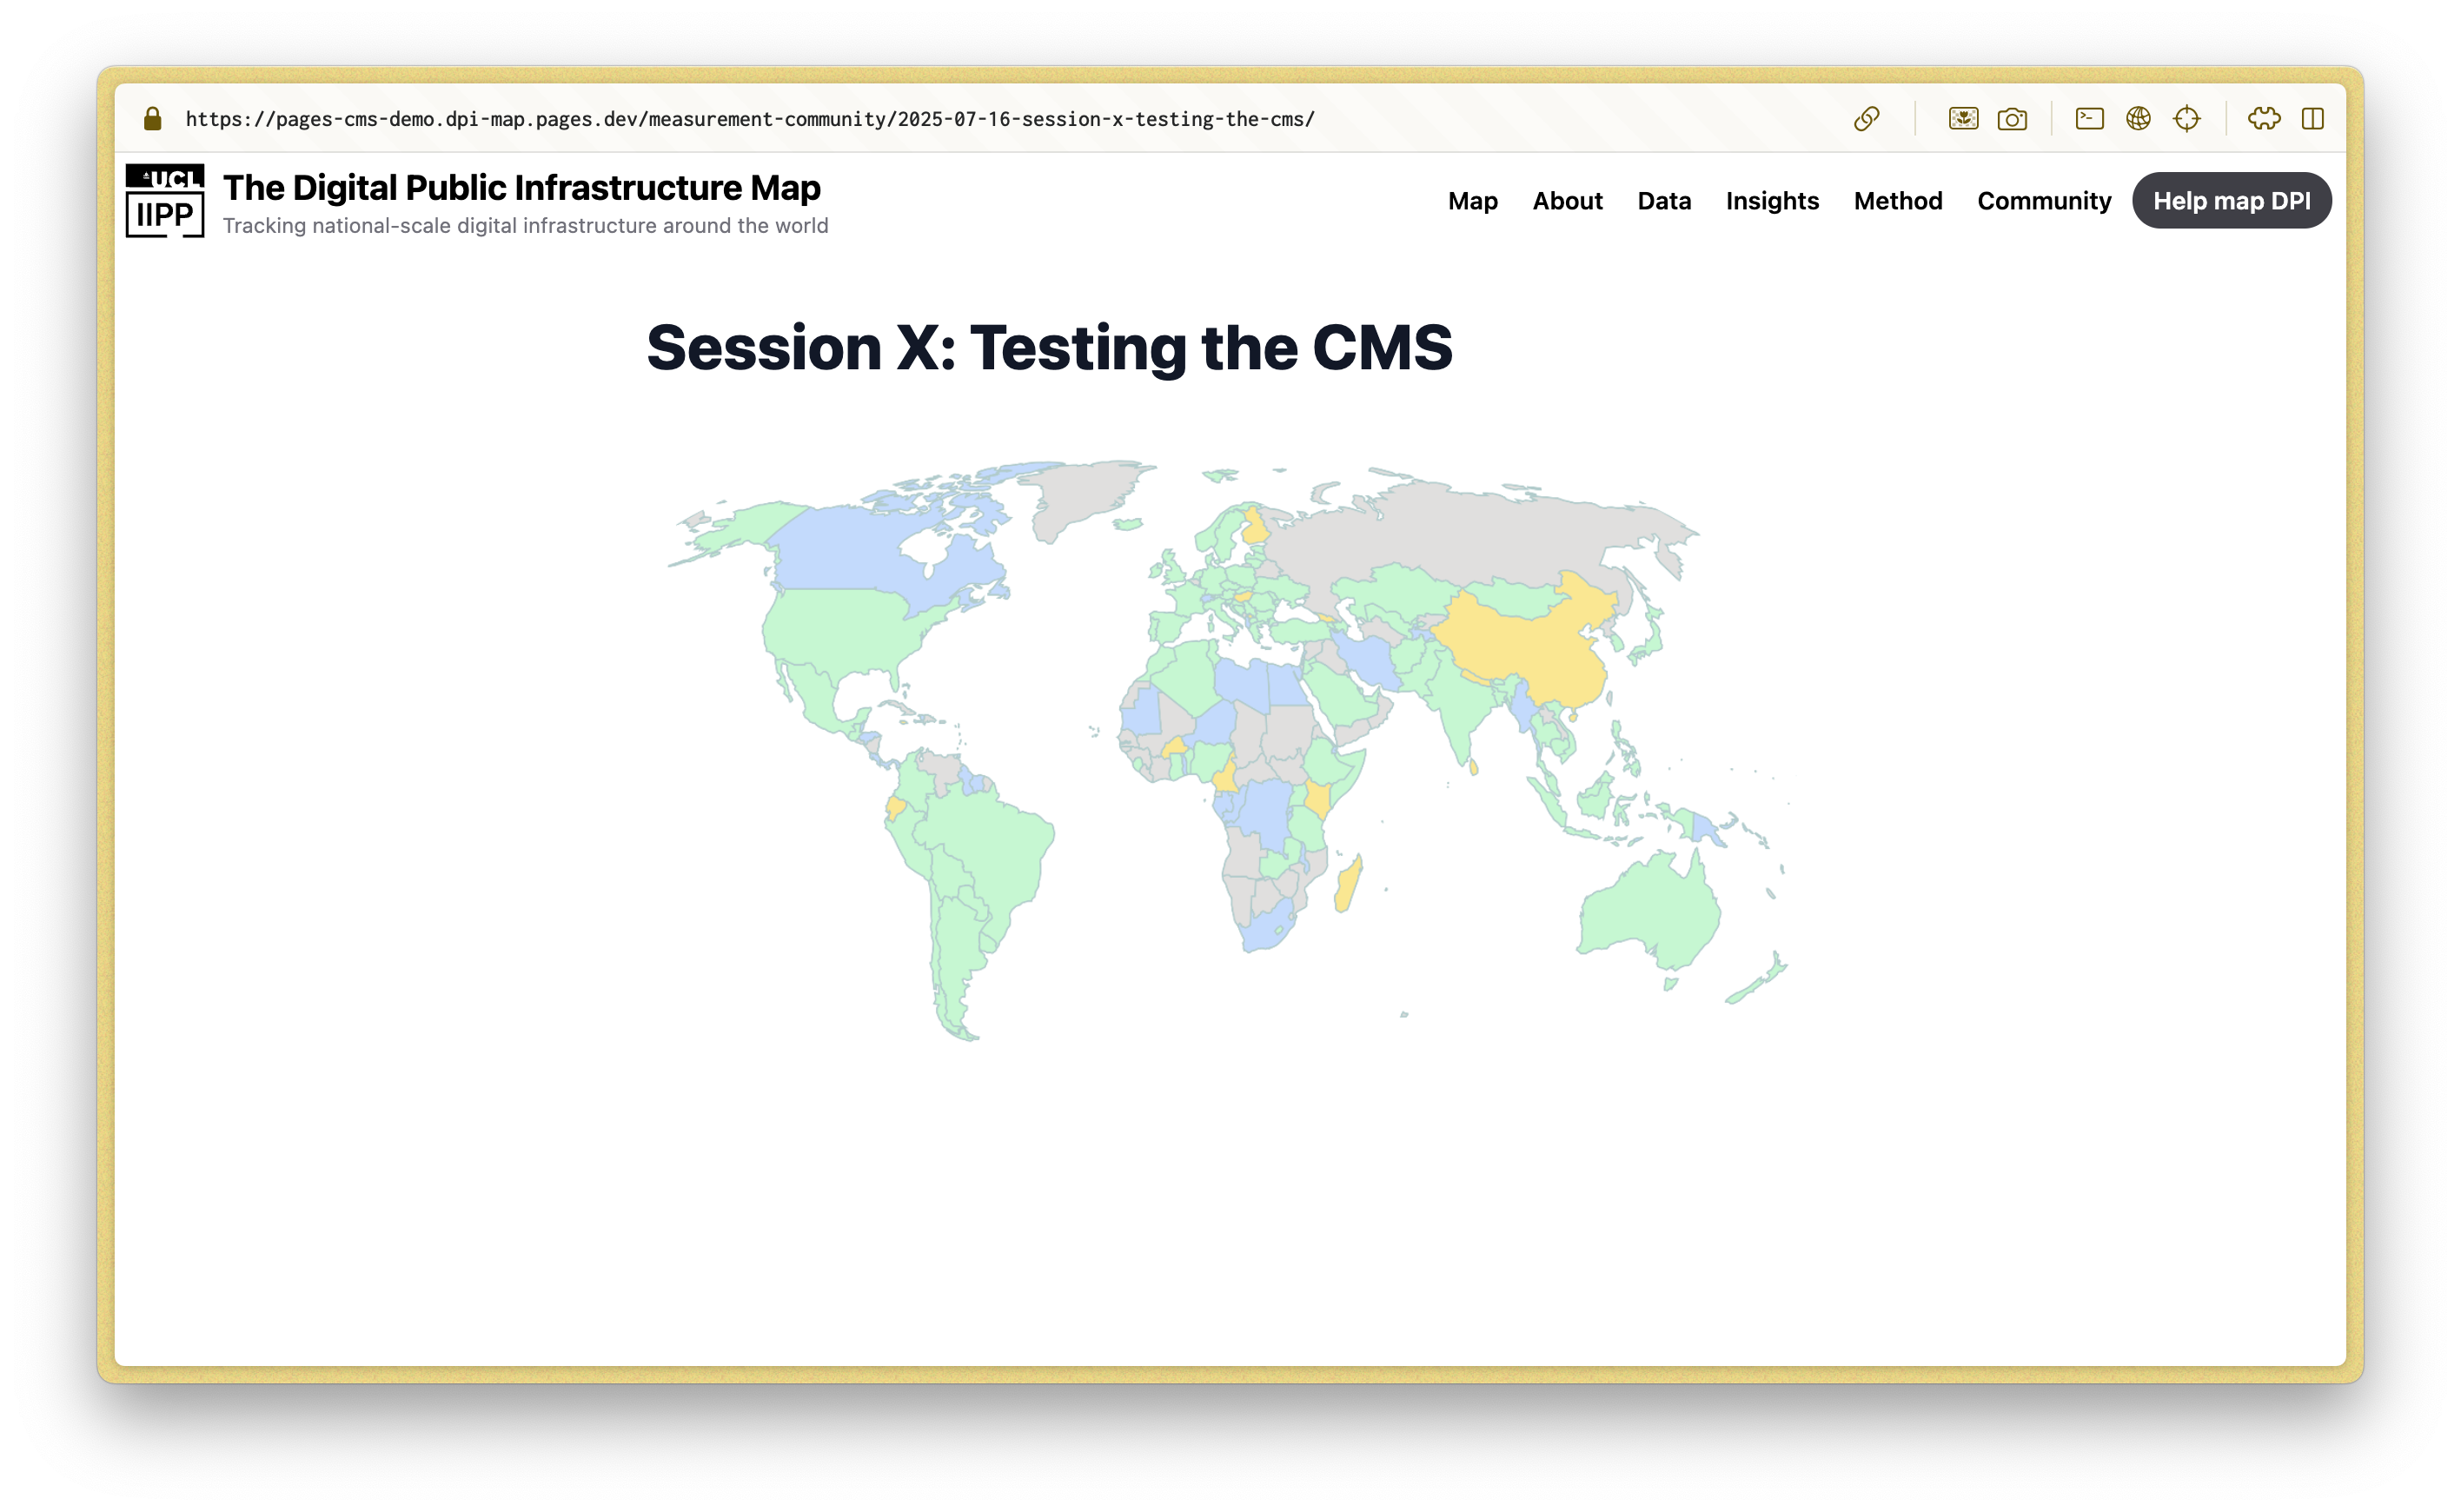 https://pages-cms-demo.dpi-map.pages.dev/measurement-community/2025-07-16-session-x-testing-the-cms/
UCL
IIPP
The Digital Public Infrastructure Map
Tracking national-scale digital infrastructure around the world
Map About Data Insights Method Community Help map DPI
Session X: Testing the CMS